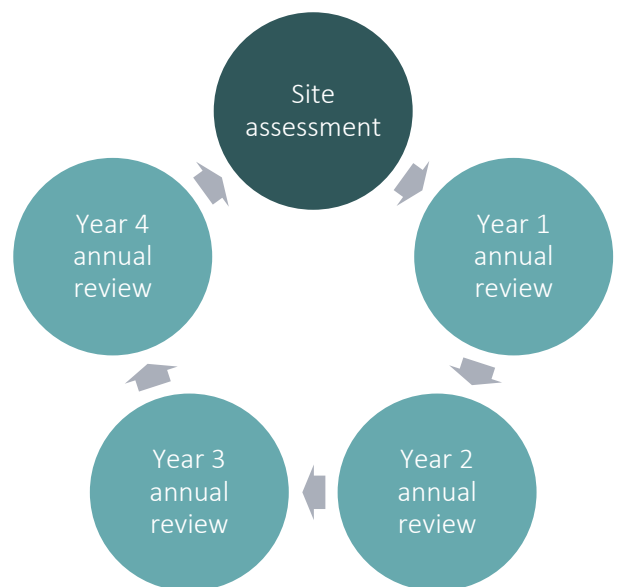 Site
assessment
Year 1
annual
review
Year 2
annual
review
Year 3
annual
review
Year 4
annual
review